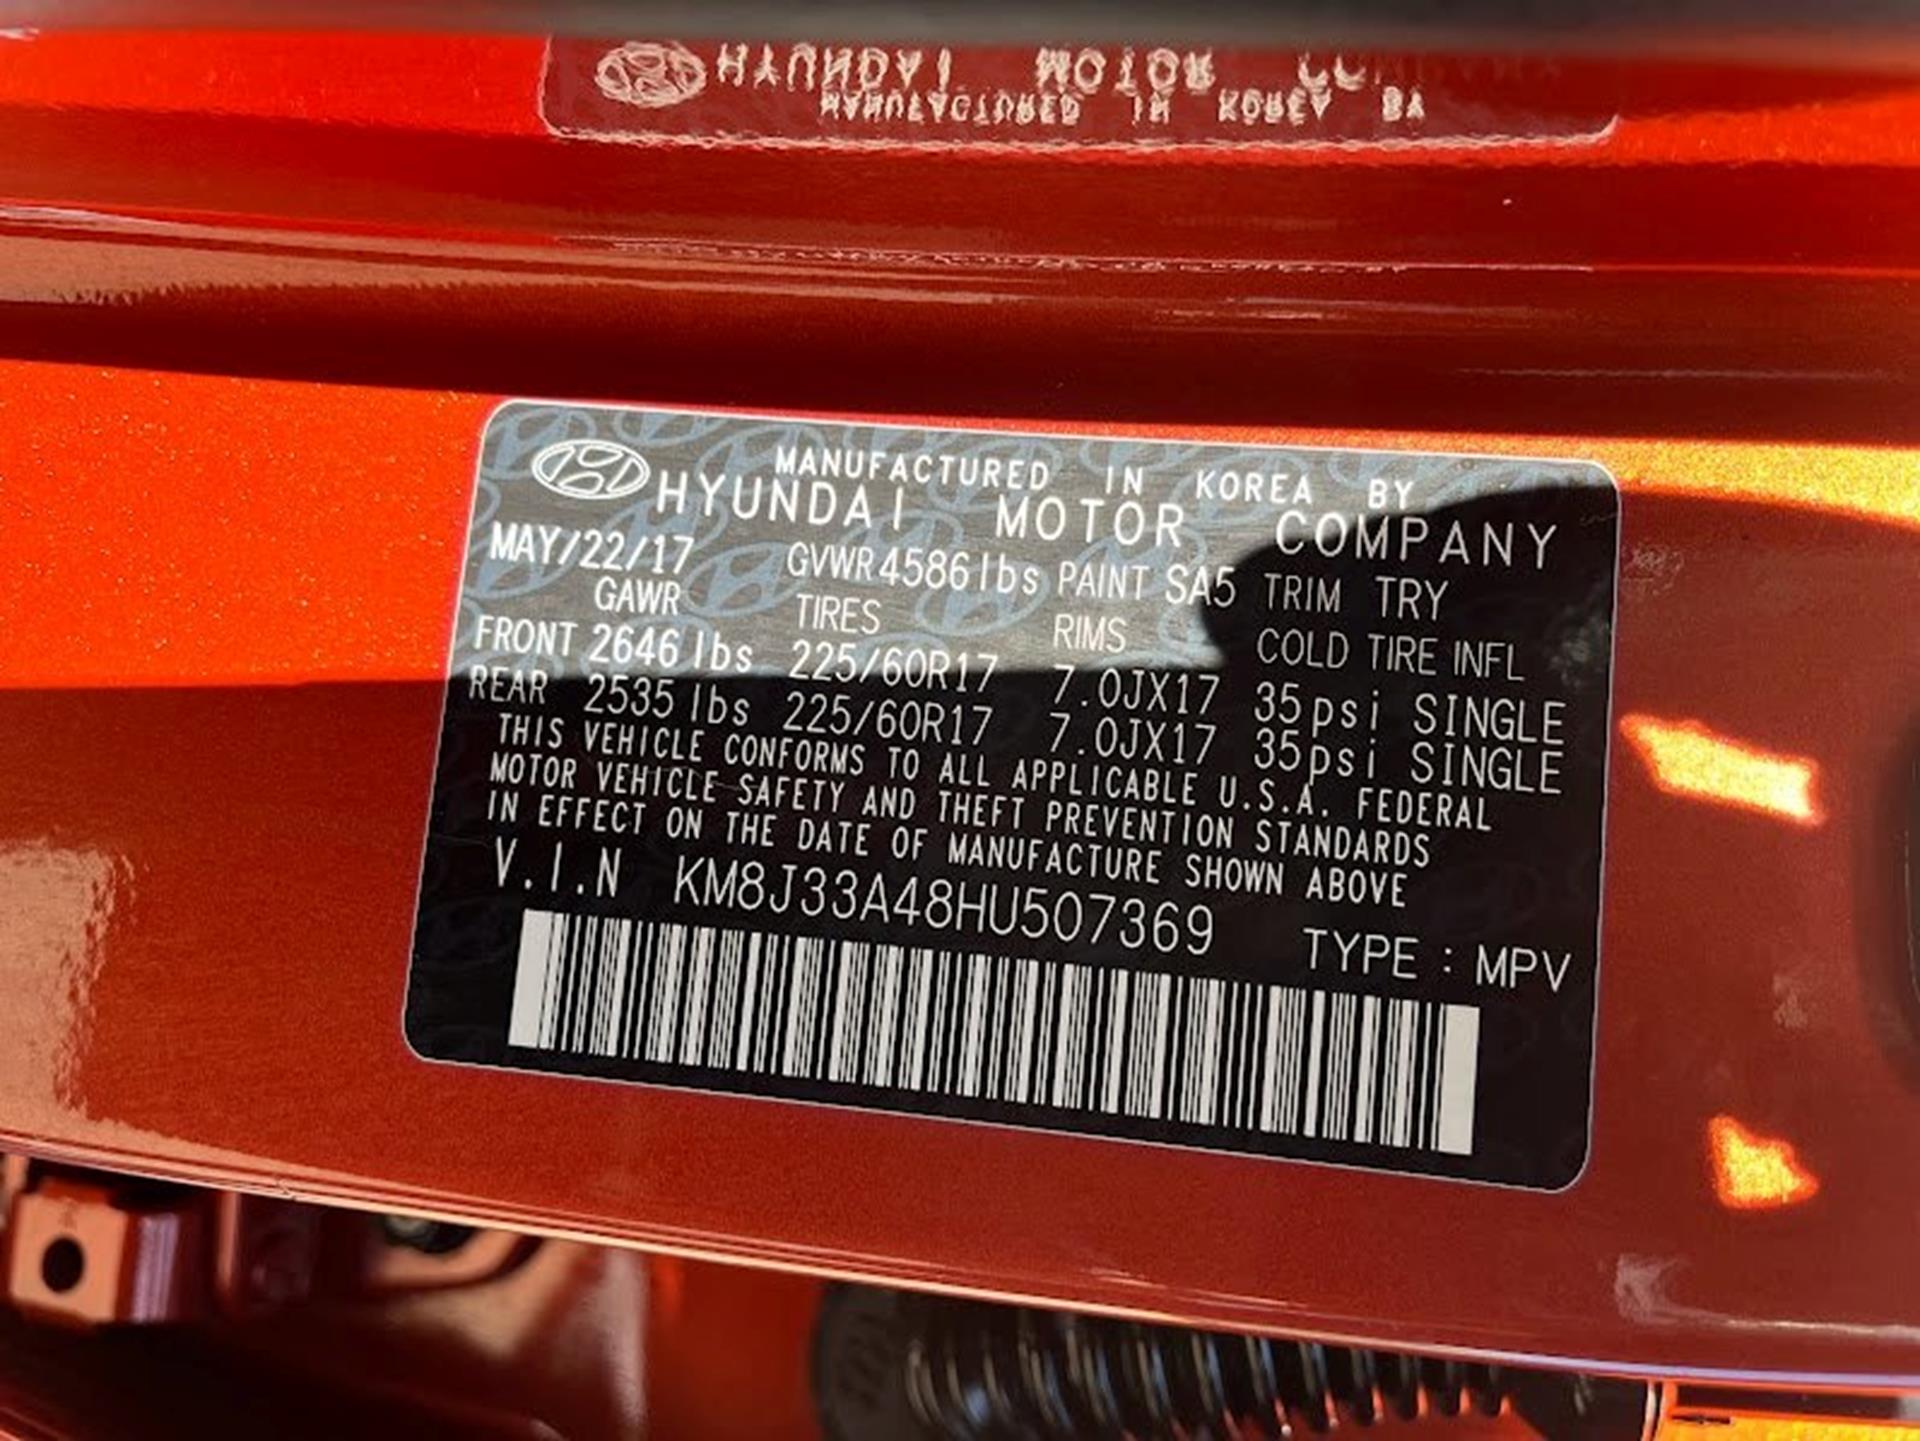 HYUNDAI MOTOR
MANUFACTURED IN KOREA BY
MANUFACTURED IN KOREA BY
HYUNDAI MOTOR COMPANY
MAY/22/17 GVWR 4586 lbs PAINT SA5 TRIM TRY
GAWR TIRES RIMS COLD TIRE INFL
FRONT 2646 lbs 225/60R17 7.0JX17 35psi SINGLE
REAR 2535 lbs 225/60R17 7.0JX17 35psi SINGLE
THIS VEHICLE CONFORMS TO ALL APPLICABLE U.S.A. FEDERAL
MOTOR VEHICLE SAFETY AND THEFT PREVENTION STANDARDS
IN EFFECT ON THE DATE OF MANUFACTURE SHOWN ABOVE
V.I.N KM8J33A48HU507369
TYPE : MPV